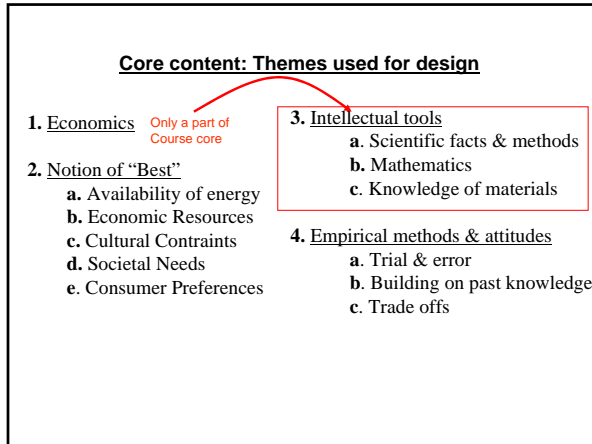 Core content: Themes used for design
1. Economics
Only a part of
Course core
2. Notion of “Best”
a. Availability of energy
b. Economic Resources
c. Cultural Contraints
d. Societal Needs
e. Consumer Preferences
3. Intellectual tools
a. Scientific facts & methods
b. Mathematics
c. Knowledge of materials
4. Empirical methods & attitudes
a. Trial & error
b. Building on past knowledge
c. Trade offs